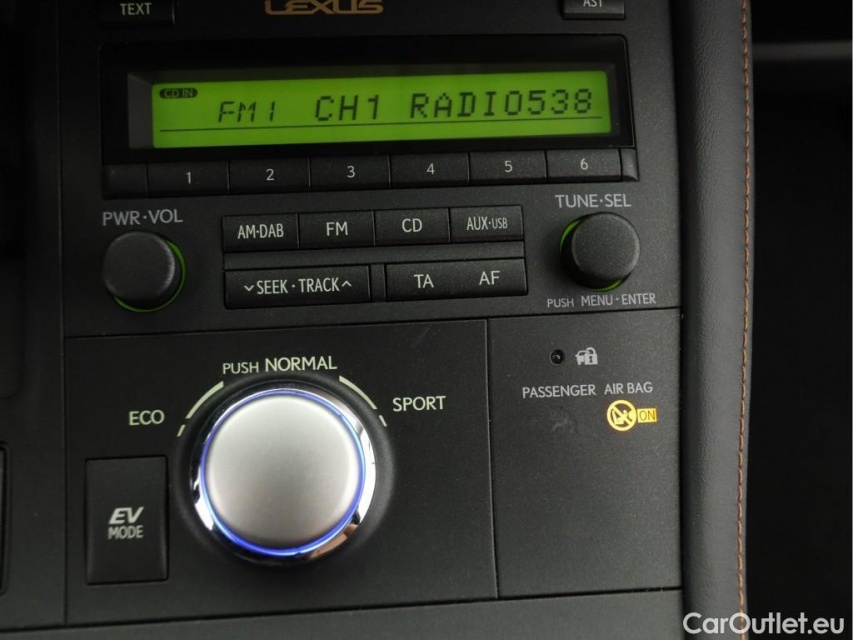 TEXT
LEXUS
AST
CD IN
FM1 CH1 RADIO538
1 2 3 4 5 6
PWR·VOL
TUNE·SEL
AM·DAB FM CD AUX·USB
SEEK·TRACK TA AF
PUSH MENU·ENTER
PUSH NORMAL
ECO
SPORT
PASSENGER AIR BAG
ON
EV
MODE
CarOutlet.eu